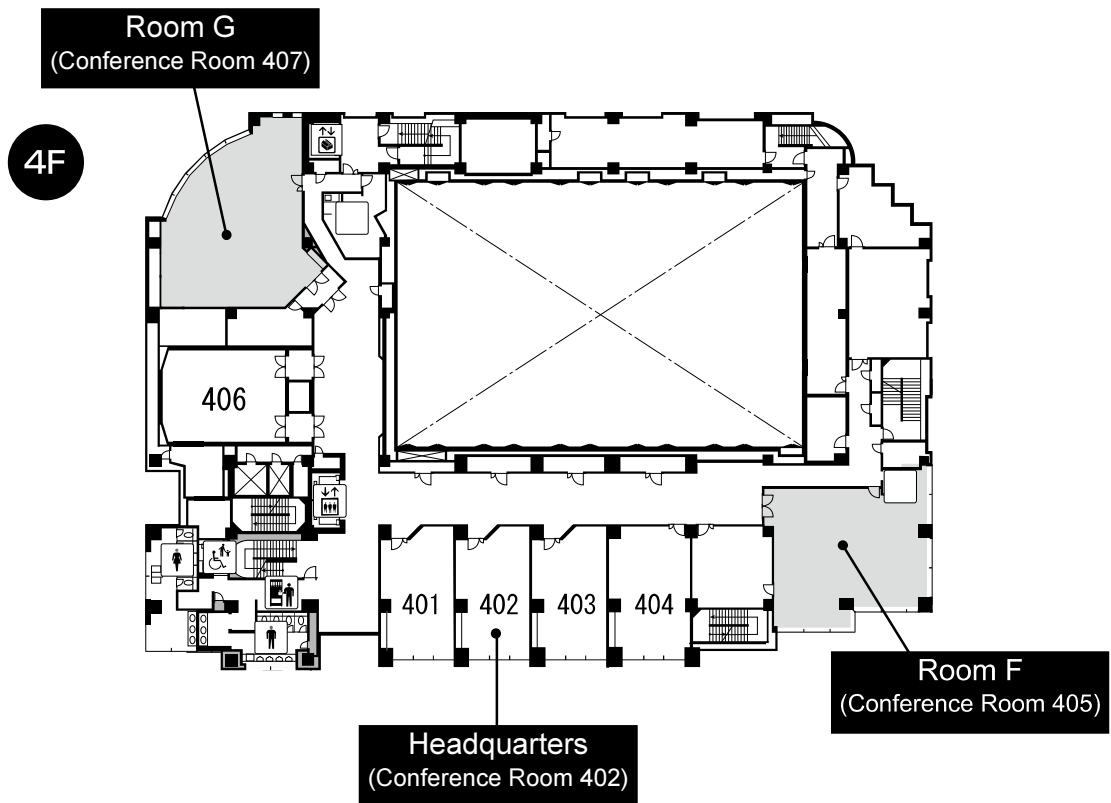 Room G
(Conference Room 407)
4F
406
401
402
403
404
Room F
(Conference Room 405)
Headquarters
(Conference Room 402)